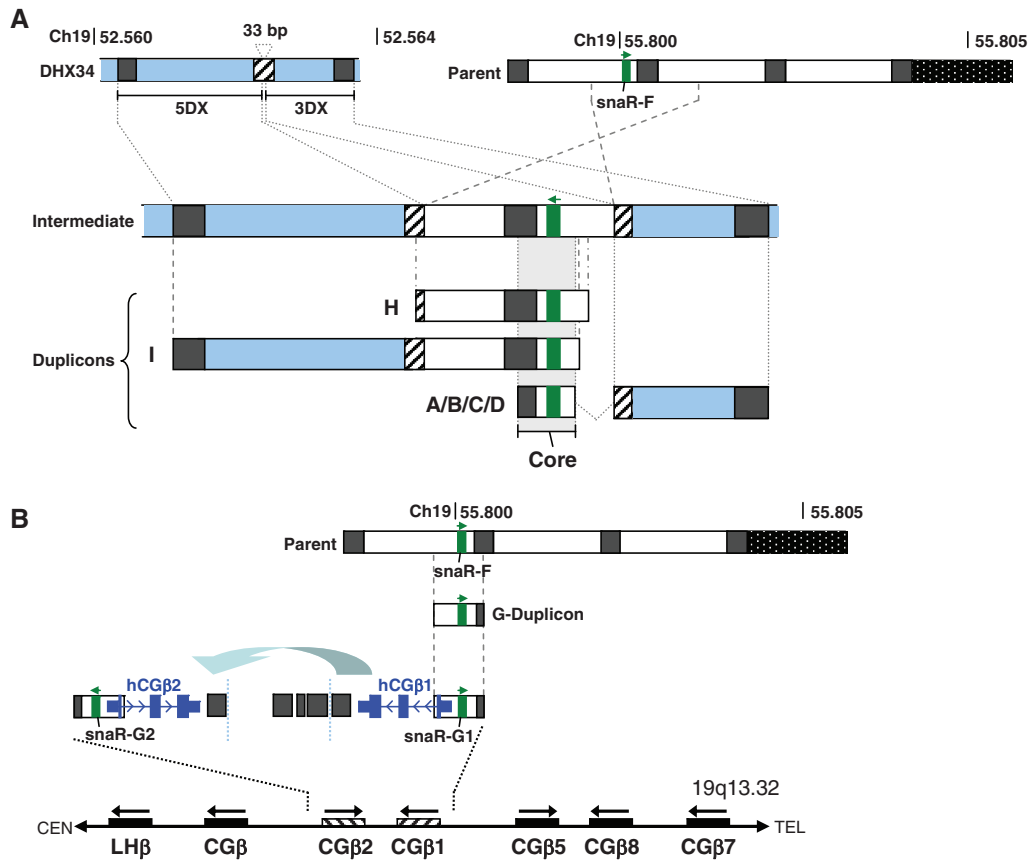 A
Ch19 52.560
33 bp
52.564
Ch19 55.800
55.805
DHX34
Parent
snaR-F
5DX
3DX
Intermediate
H
Duplicons
I
A/B/C/D
Core
B
Ch19 55.800
55.805
Parent
snaR-F
G-Duplicon
hCGβ2
hCGβ1
snaR-G2
snaR-G1
19q13.32
CEN
TEL
LHβ
CGβ
CGβ2
CGβ1
CGβ5
CGβ8
CGβ7